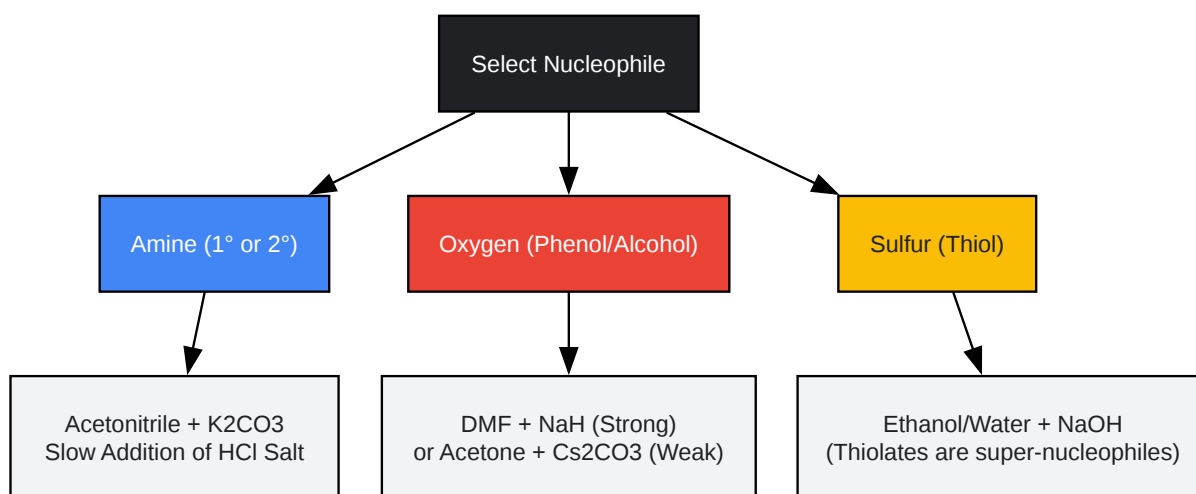 Select Nucleophile
Amine (1° or 2°)
Oxygen (Phenol/Alcohol)
Sulfur (Thiol)
Acetonitrile + K2CO3
Slow Addition of HCl Salt
DMF + NaH (Strong)
or Acetone + Cs2CO3 (Weak)
Ethanol/Water + NaOH
(Thiolates are super-nucleophiles)